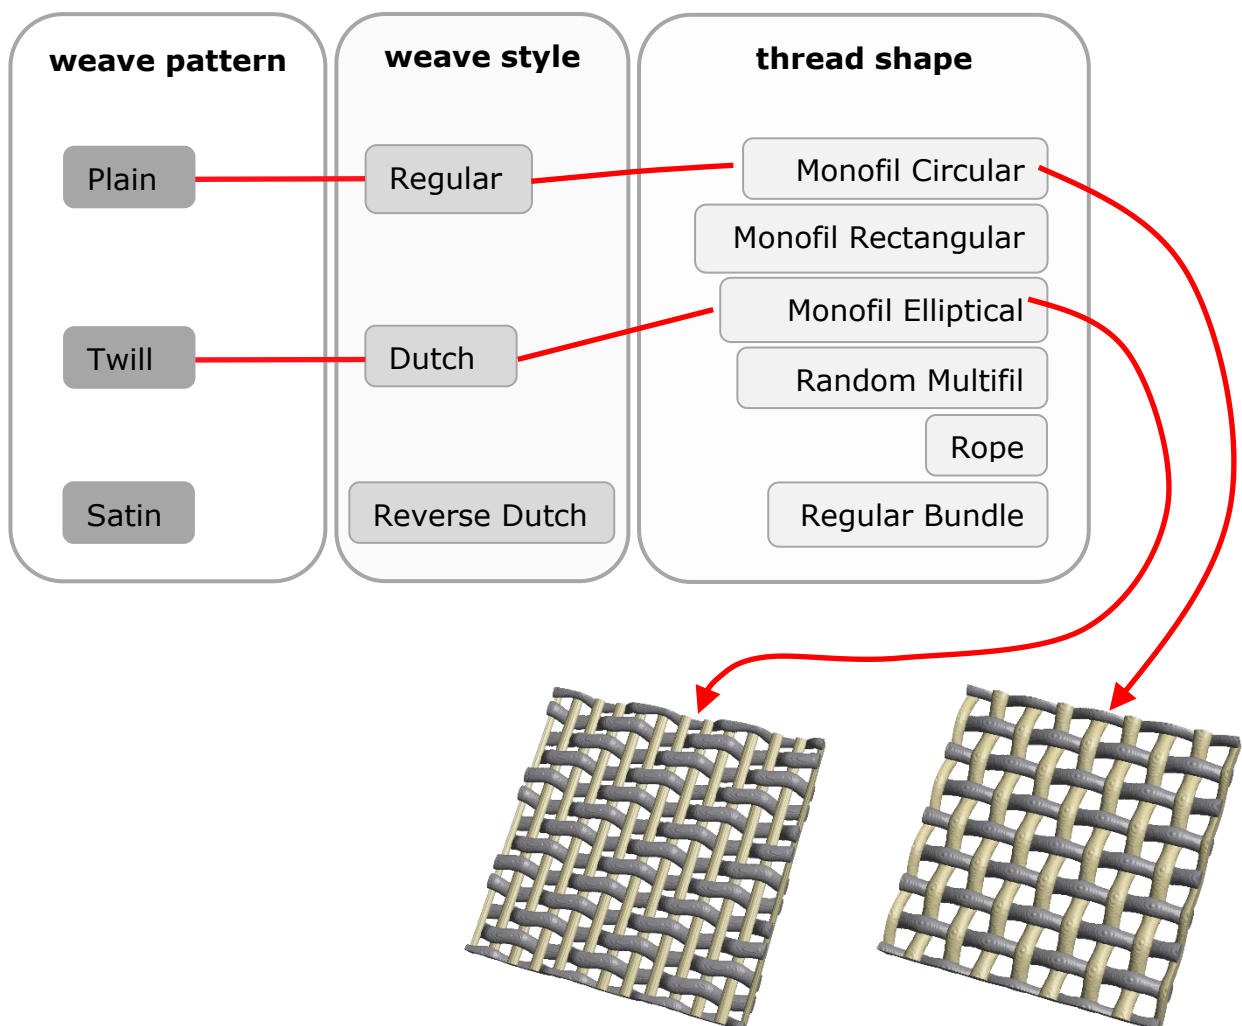 weave pattern
weave style
thread shape
Plain
Regular
Monofil Circular
Monofil Rectangular
Monofil Elliptical
Twill
Dutch
Random Multifil
Rope
Satin
Reverse Dutch
Regular Bundle